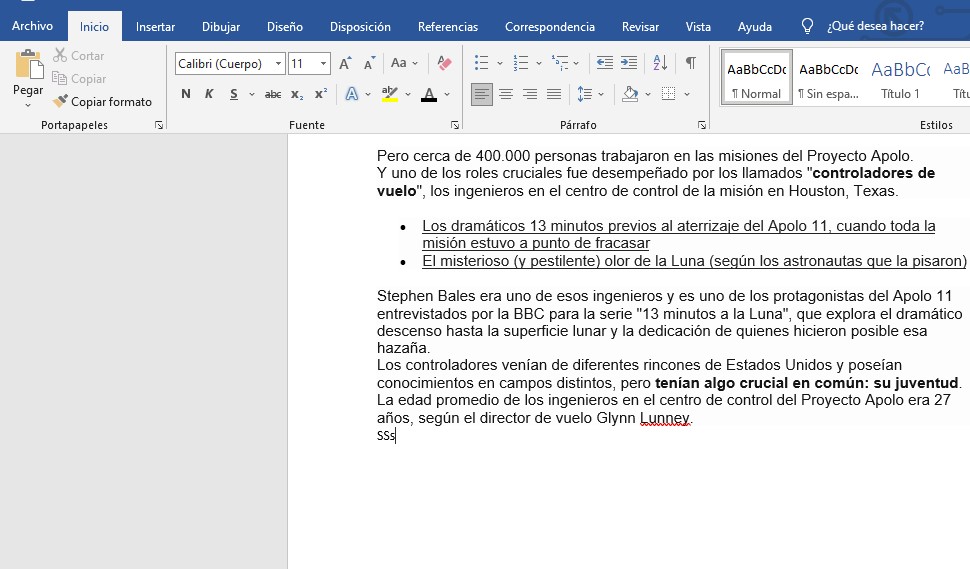 Archivo Inicio Insertar Dibujar Diseño Disposición Referencias Correspondencia Revisar Vista Ayuda ¿Qué desea hacer?
Cortar
Copiar
Pegar
Copiar formato
Calibri (Cuerpo) 11 A A Aa
N K S abc x₂ x² A ab A
AaBbCcDc AaBbCcDc AaBbC AaB
¶ Normal ¶ Sin espa... Título 1 Títu
Portapapeles Fuente Párrafo Estilos
Pero cerca de 400.000 personas trabajaron en las misiones del Proyecto Apolo.
Y uno de los roles cruciales fue desempeñado por los llamados "controladores de
vuelo", los ingenieros en el centro de control de la misión en Houston, Texas.
• Los dramáticos 13 minutos previos al aterrizaje del Apolo 11, cuando toda la
misión estuvo a punto de fracasar
• El misterioso (y pestilente) olor de la Luna (según los astronautas que la pisaron)
Stephen Bales era uno de esos ingenieros y es uno de los protagonistas del Apolo 11
entrevistados por la BBC para la serie "13 minutos a la Luna", que explora el dramático
descenso hasta la superficie lunar y la dedicación de quienes hicieron posible esa
hazaña.
Los controladores venían de diferentes rincones de Estados Unidos y poseían
conocimientos en campos distintos, pero tenían algo crucial en común: su juventud.
La edad promedio de los ingenieros en el centro de control del Proyecto Apolo era 27
años, según el director de vuelo Glynn Lunney.
SSs